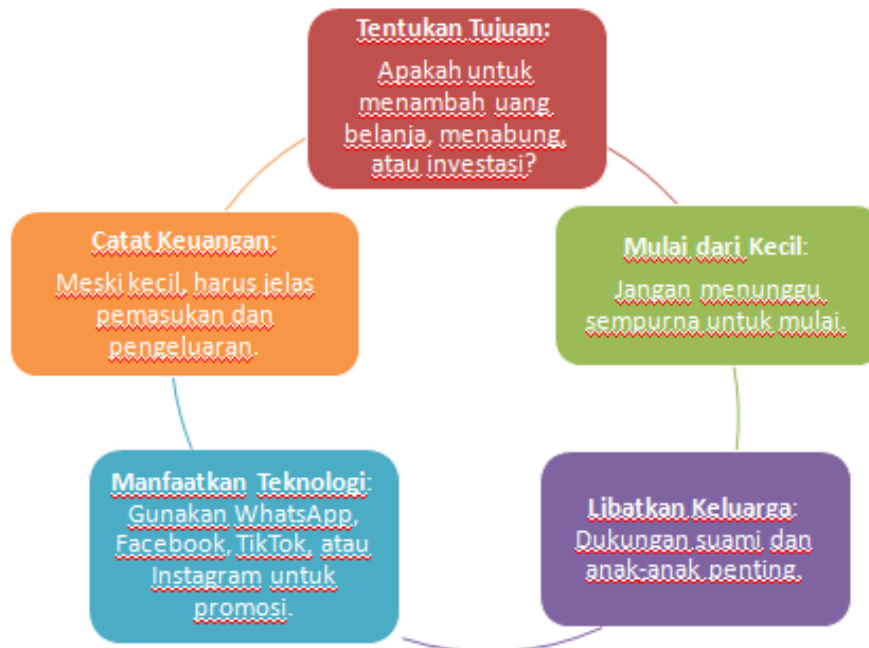 Tentukan Tujuan:
Apakah untuk
menambah uang
belanja, menabung,
atau investasi?
Mulai dari Kecil:
Jangan menunggu
sempurna untuk mulai.
Libatkan Keluarga:
Dukungan suami dan
anak-anak penting.
Manfaatkan Teknologi:
Gunakan WhatsApp,
Facebook, TikTok, atau
Instagram untuk
promosi.
Catat Keuangan:
Meski kecil, harus jelas
pemasukan dan
pengeluaran.